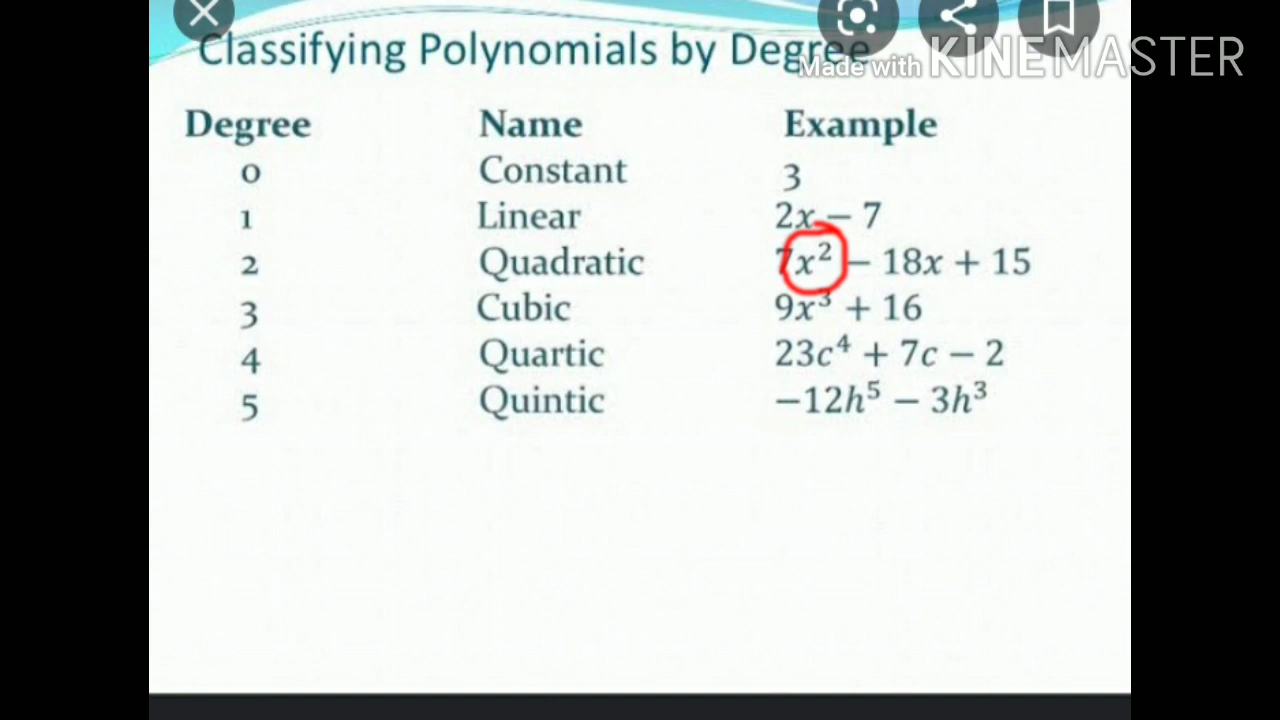 Classifying Polynomials by Degree
Made with KINEMASTER
Degree Name Example
0 Constant 3
1 Linear 2x − 7
2 Quadratic 7x² − 18x + 15
3 Cubic 9x³ + 16
4 Quartic 23c⁴ + 7c − 2
5 Quintic −12h⁵ − 3h³